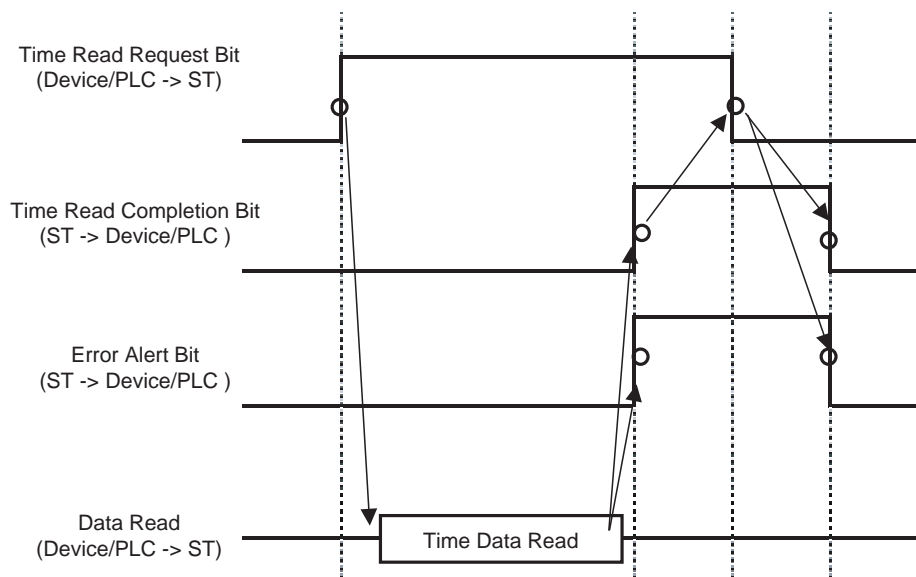 Time Read Request Bit
(Device/PLC -> ST)
Time Read Completion Bit
(ST -> Device/PLC )
Error Alert Bit
(ST -> Device/PLC )
Data Read
(Device/PLC -> ST)
Time Data Read